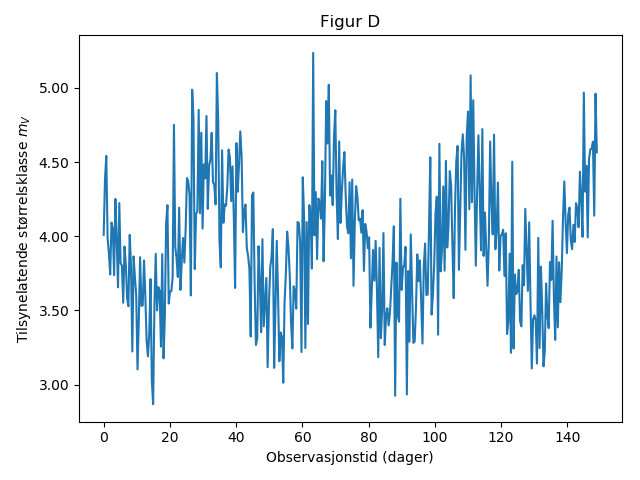 Figur D
Tilsynelatende størrelsklasse $m_V$
5.00
4.50
4.00
3.50
3.00
0 20 40 60 80 100 120 140
Observasjonstid (dager)